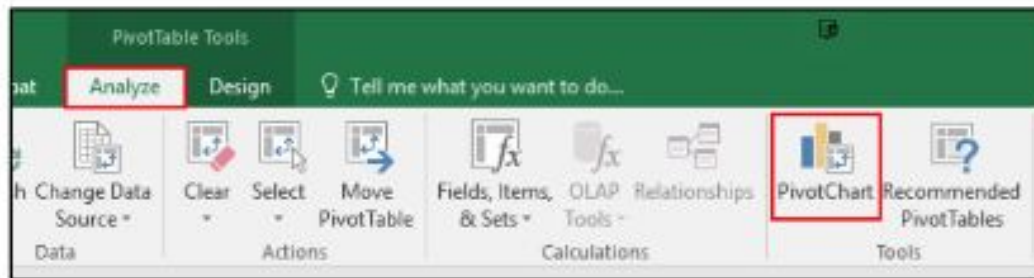 PivotTable Tools
Analyze
Design
Tell me what you want to do...
Change Data
Source
Clear
Select
Move
PivotTable
Fields, Items,
& Sets
OLAP
Tools
Relationships
PivotChart
Recommended
PivotTables
Data
Actions
Calculations
Tools